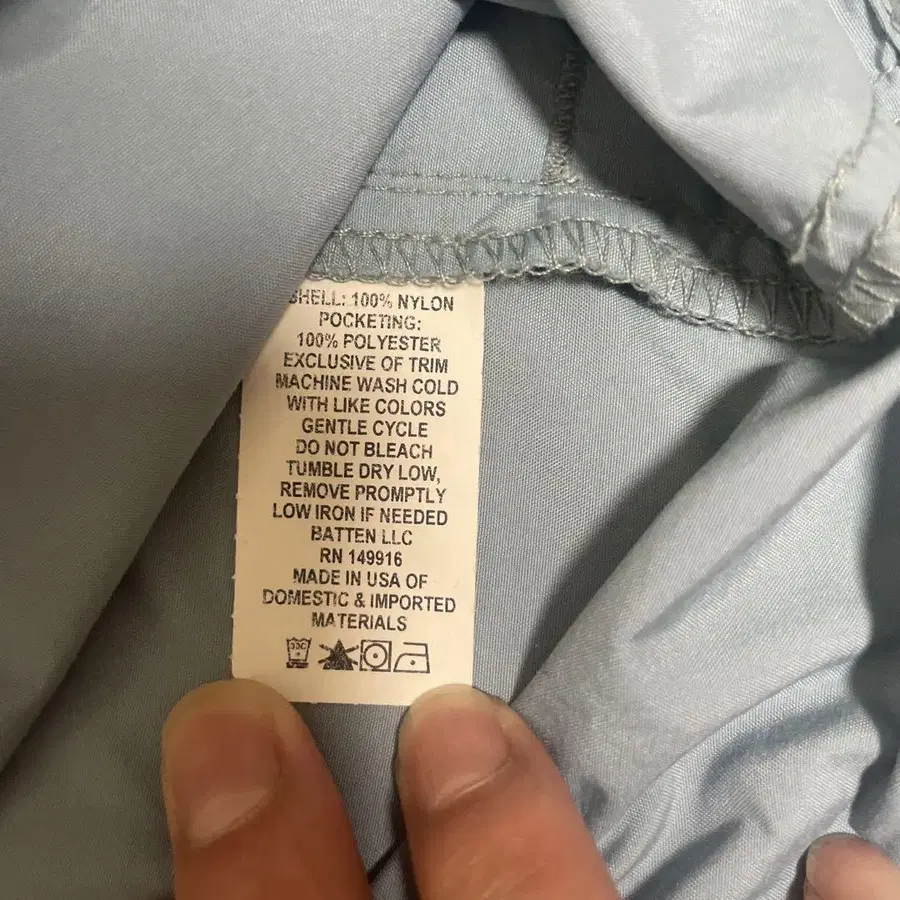 SHELL: 100% NYLON
POCKETING:
100% POLYESTER
EXCLUSIVE OF TRIM
MACHINE WASH COLD
WITH LIKE COLORS
GENTLE CYCLE
DO NOT BLEACH
TUMBLE DRY LOW,
REMOVE PROMPTLY
LOW IRON IF NEEDED
BATTEN LLC
RN 149916
MADE IN USA OF
DOMESTIC & IMPORTED
MATERIALS